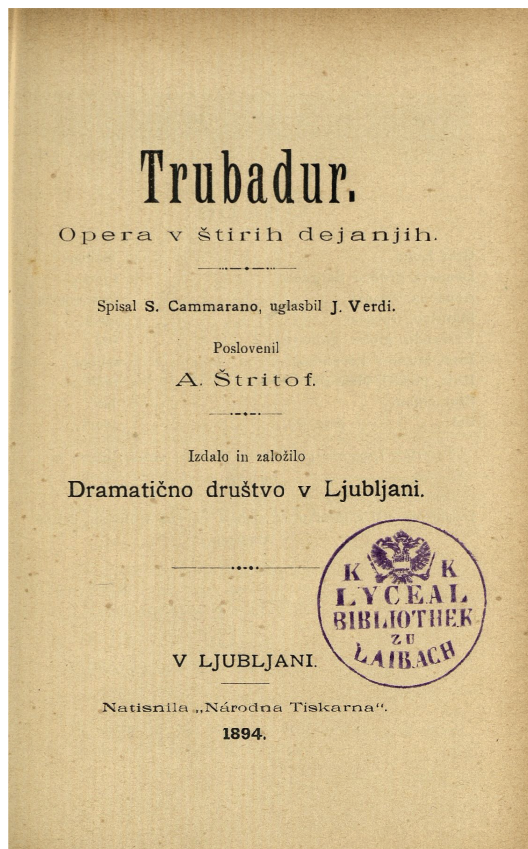 Trubadur.
Opera v štirih dejanjih.
Spisal S. Cammarano, uglasbil J. Verdi.
Poslovenil
A. Štritof.
Izdalo in založilo
Dramatično društvo v Ljubljani.
K K
LYCEAL
BIBLIOTHEK
ZU
LAIBACH
V LJUBLJANI.
Natisnila „Národna Tiskarna“.
1894.